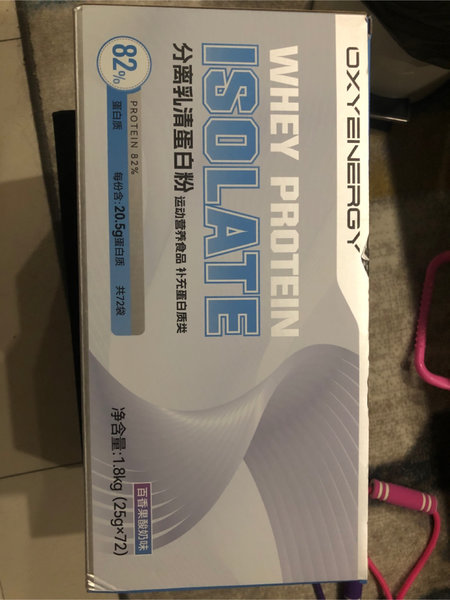 OXYENERGY
WHEY PROTEIN
ISOLATE
分离乳清蛋白粉
运动营养食品 补充蛋白质类
82%
蛋白质
PROTEIN 82%
每份含:20.5g蛋白质
共72袋
净含量:1.8kg (25g×72)
百香果酸奶味